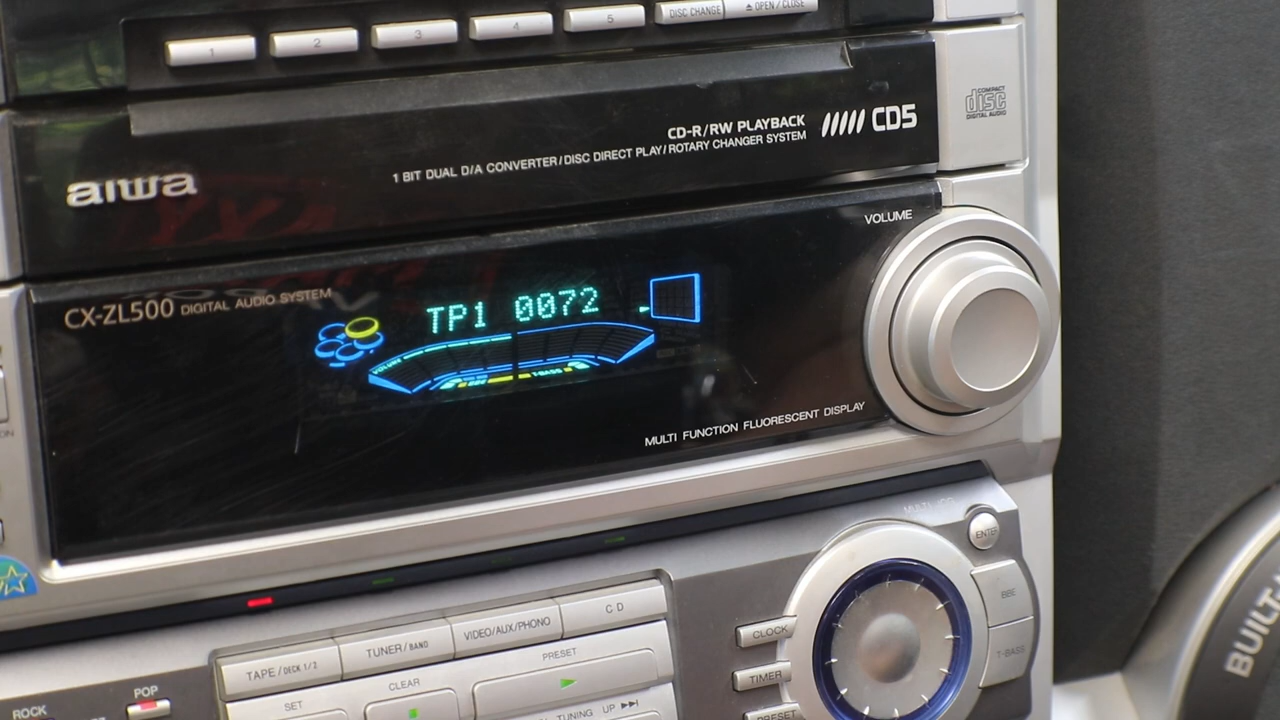 1 2 3 4 5 DISC CHANGE ⏏ OPEN / CLOSE
COMPACT
disc
DIGITAL AUDIO
CD-R/RW PLAYBACK CD5
1 BIT DUAL D/A CONVERTER/DISC DIRECT PLAY/ROTARY CHANGER SYSTEM
aiwa
VOLUME
CX-ZL500 DIGITAL AUDIO SYSTEM
TP1 0072
VOLUME
T-BASS
MULTI FUNCTION FLUORESCENT DISPLAY
MULTI JOG
ENTER
BBE
T-BASS
CLOCK
TIMER
PRESET
TAPE/DECK 1/2 TUNER/BAND VIDEO/AUX/PHONO CD
SET CLEAR PRESET
TUNING UP ▶▶|
ROCK POP
BUILT